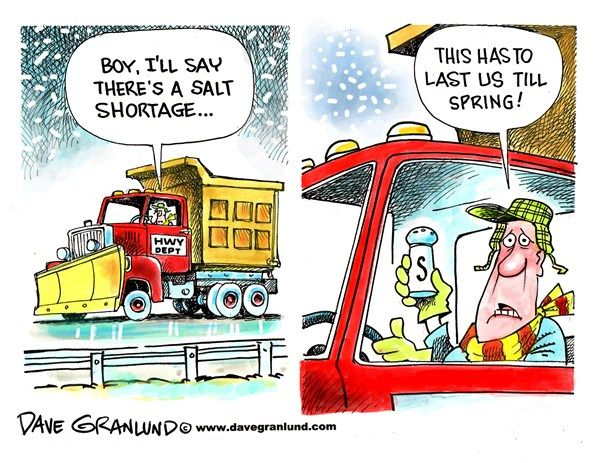 BOY, I'LL SAY
THERE'S A SALT
SHORTAGE...
HWY
DEPT
THIS HAS TO
LAST US TILL
SPRING!
S
DAVE GRANLUND © www.davegranlund.com